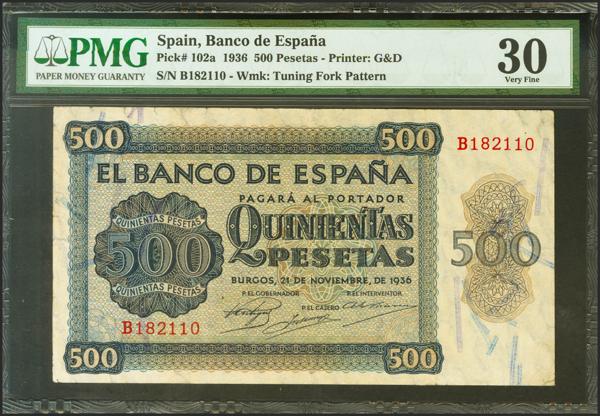 PMG
PAPER MONEY GUARANTY
Spain, Banco de España
Pick# 102a 1936 500 Pesetas - Printer: G&D
S/N B182110 - Wmk: Tuning Fork Pattern
30
Very Fine
500 500
B182110
EL BANCO DE ESPAÑA
PAGARÁ AL PORTADOR
QUINIENTAS
PESETAS
QUINIENTAS PESETAS
500
QUINIENTAS PESETAS
500
BURGOS, 21 DE NOVIEMBRE, DE 1936
P.EL GOBERNADOR
P.EL CAJERO
P.EL INTERVENTOR
B182110
500 500